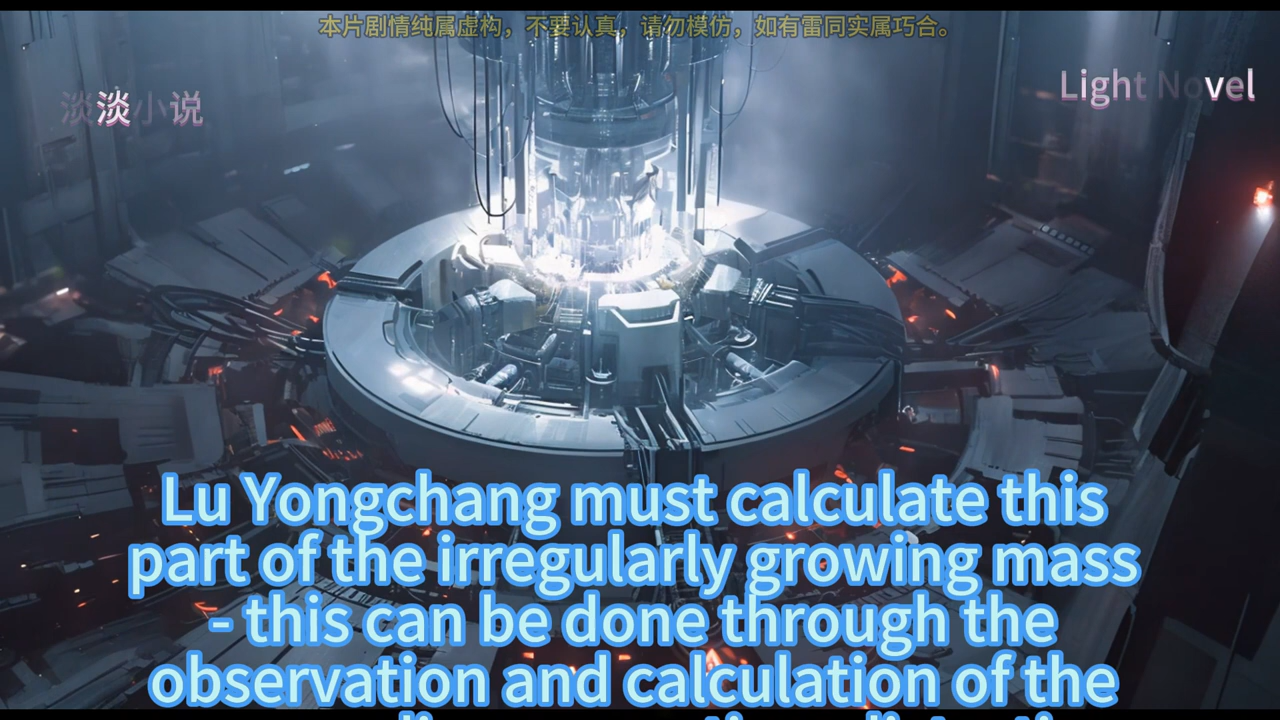 本片剧情纯属虚构，不要认真，请勿模仿，如有雷同实属巧合。
淡淡小说
Light Novel
Lu Yongchang must calculate this
part of the irregularly growing mass
- this can be done through the
observation and calculation of the